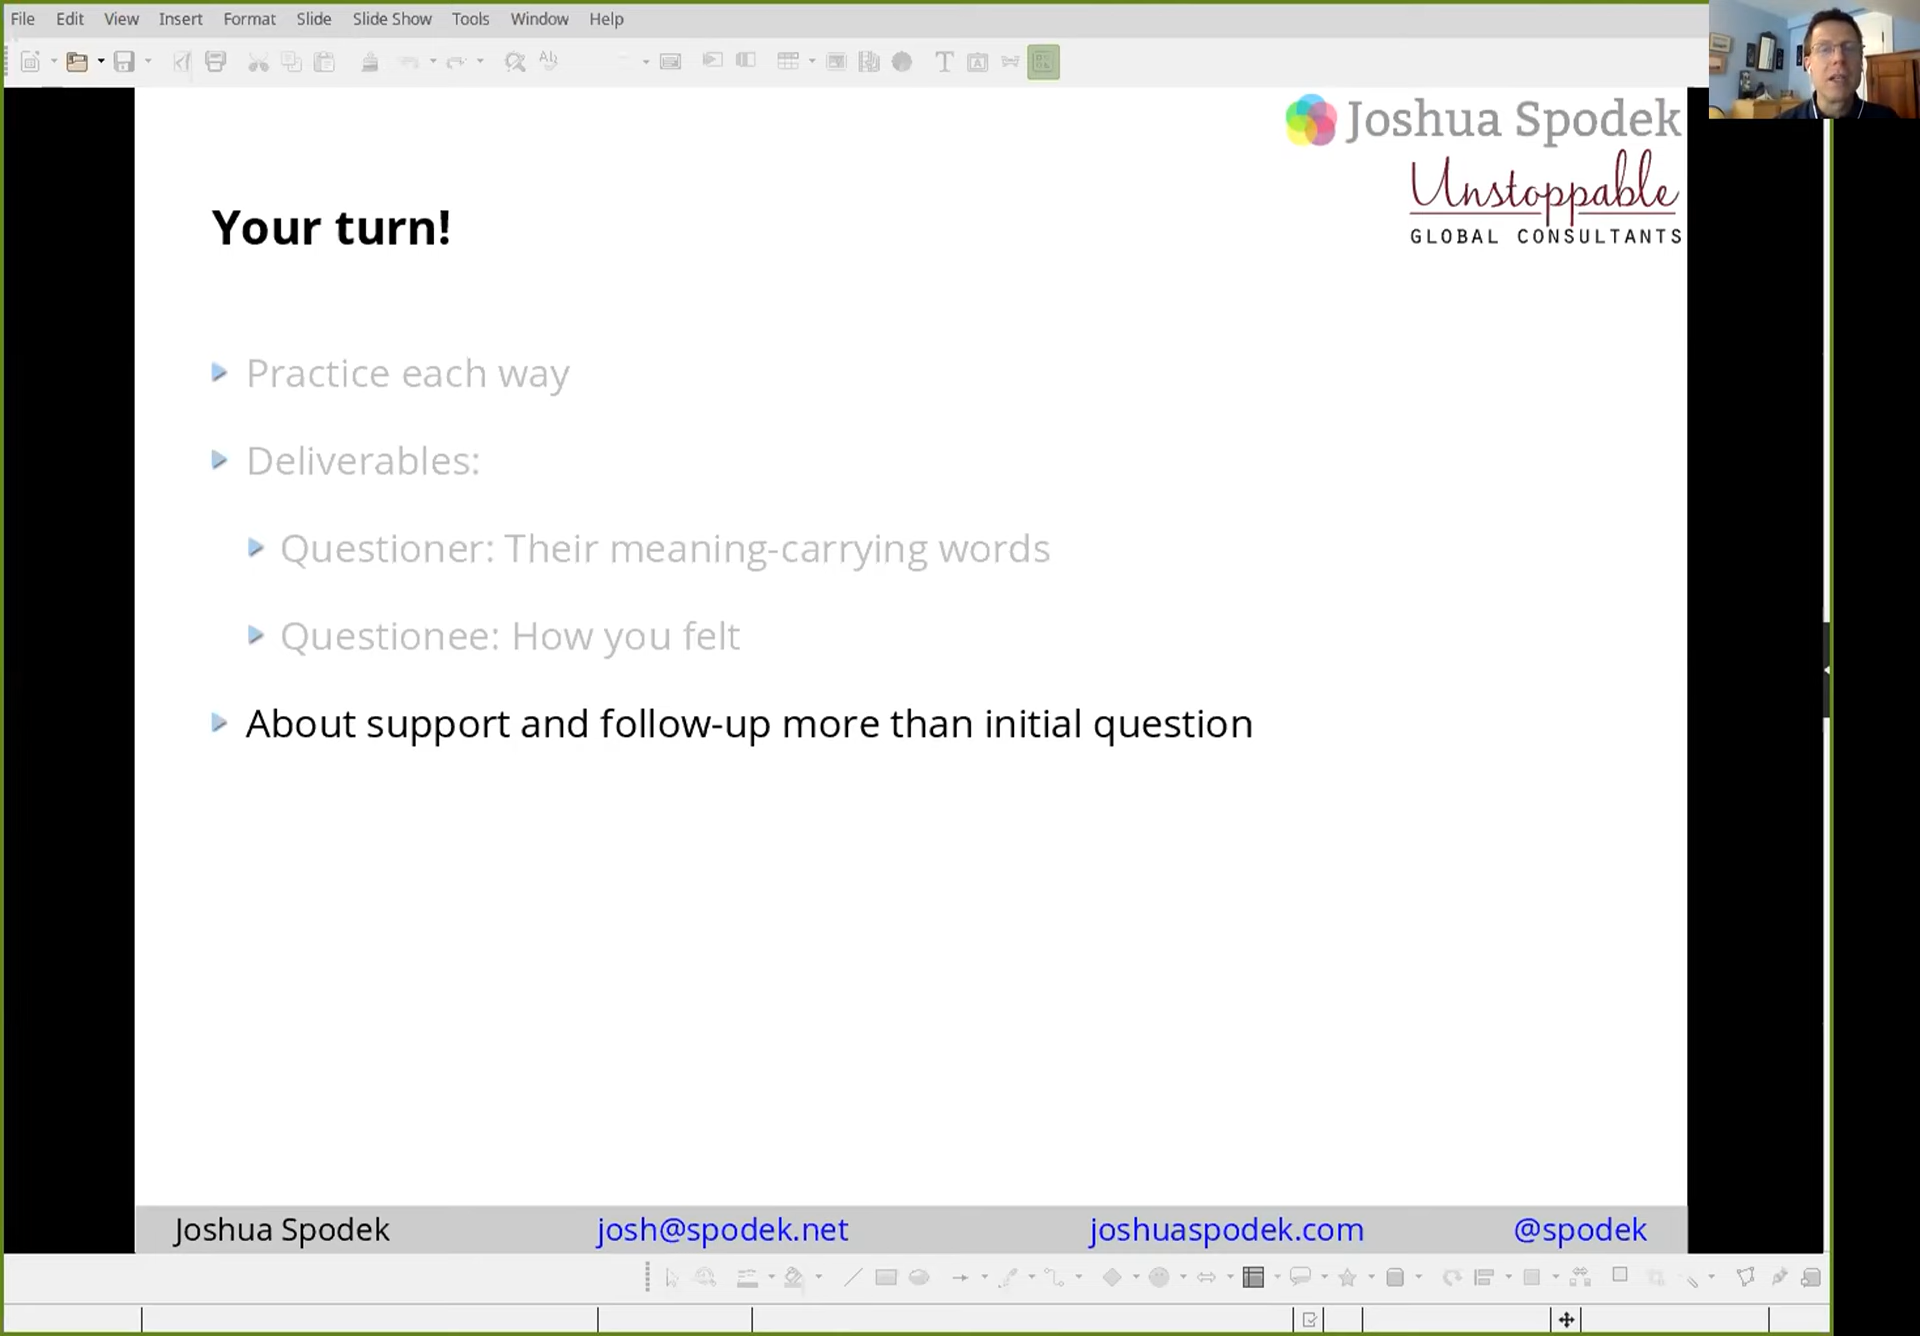 File Edit View Insert Format Slide Slide Show Tools Window Help
Joshua Spodek
Unstoppable
GLOBAL CONSULTANTS
Your turn!
Practice each way
Deliverables:
Questioner: Their meaning-carrying words
Questionee: How you felt
About support and follow-up more than initial question
Joshua Spodek josh@spodek.net joshuaspodek.com @spodek